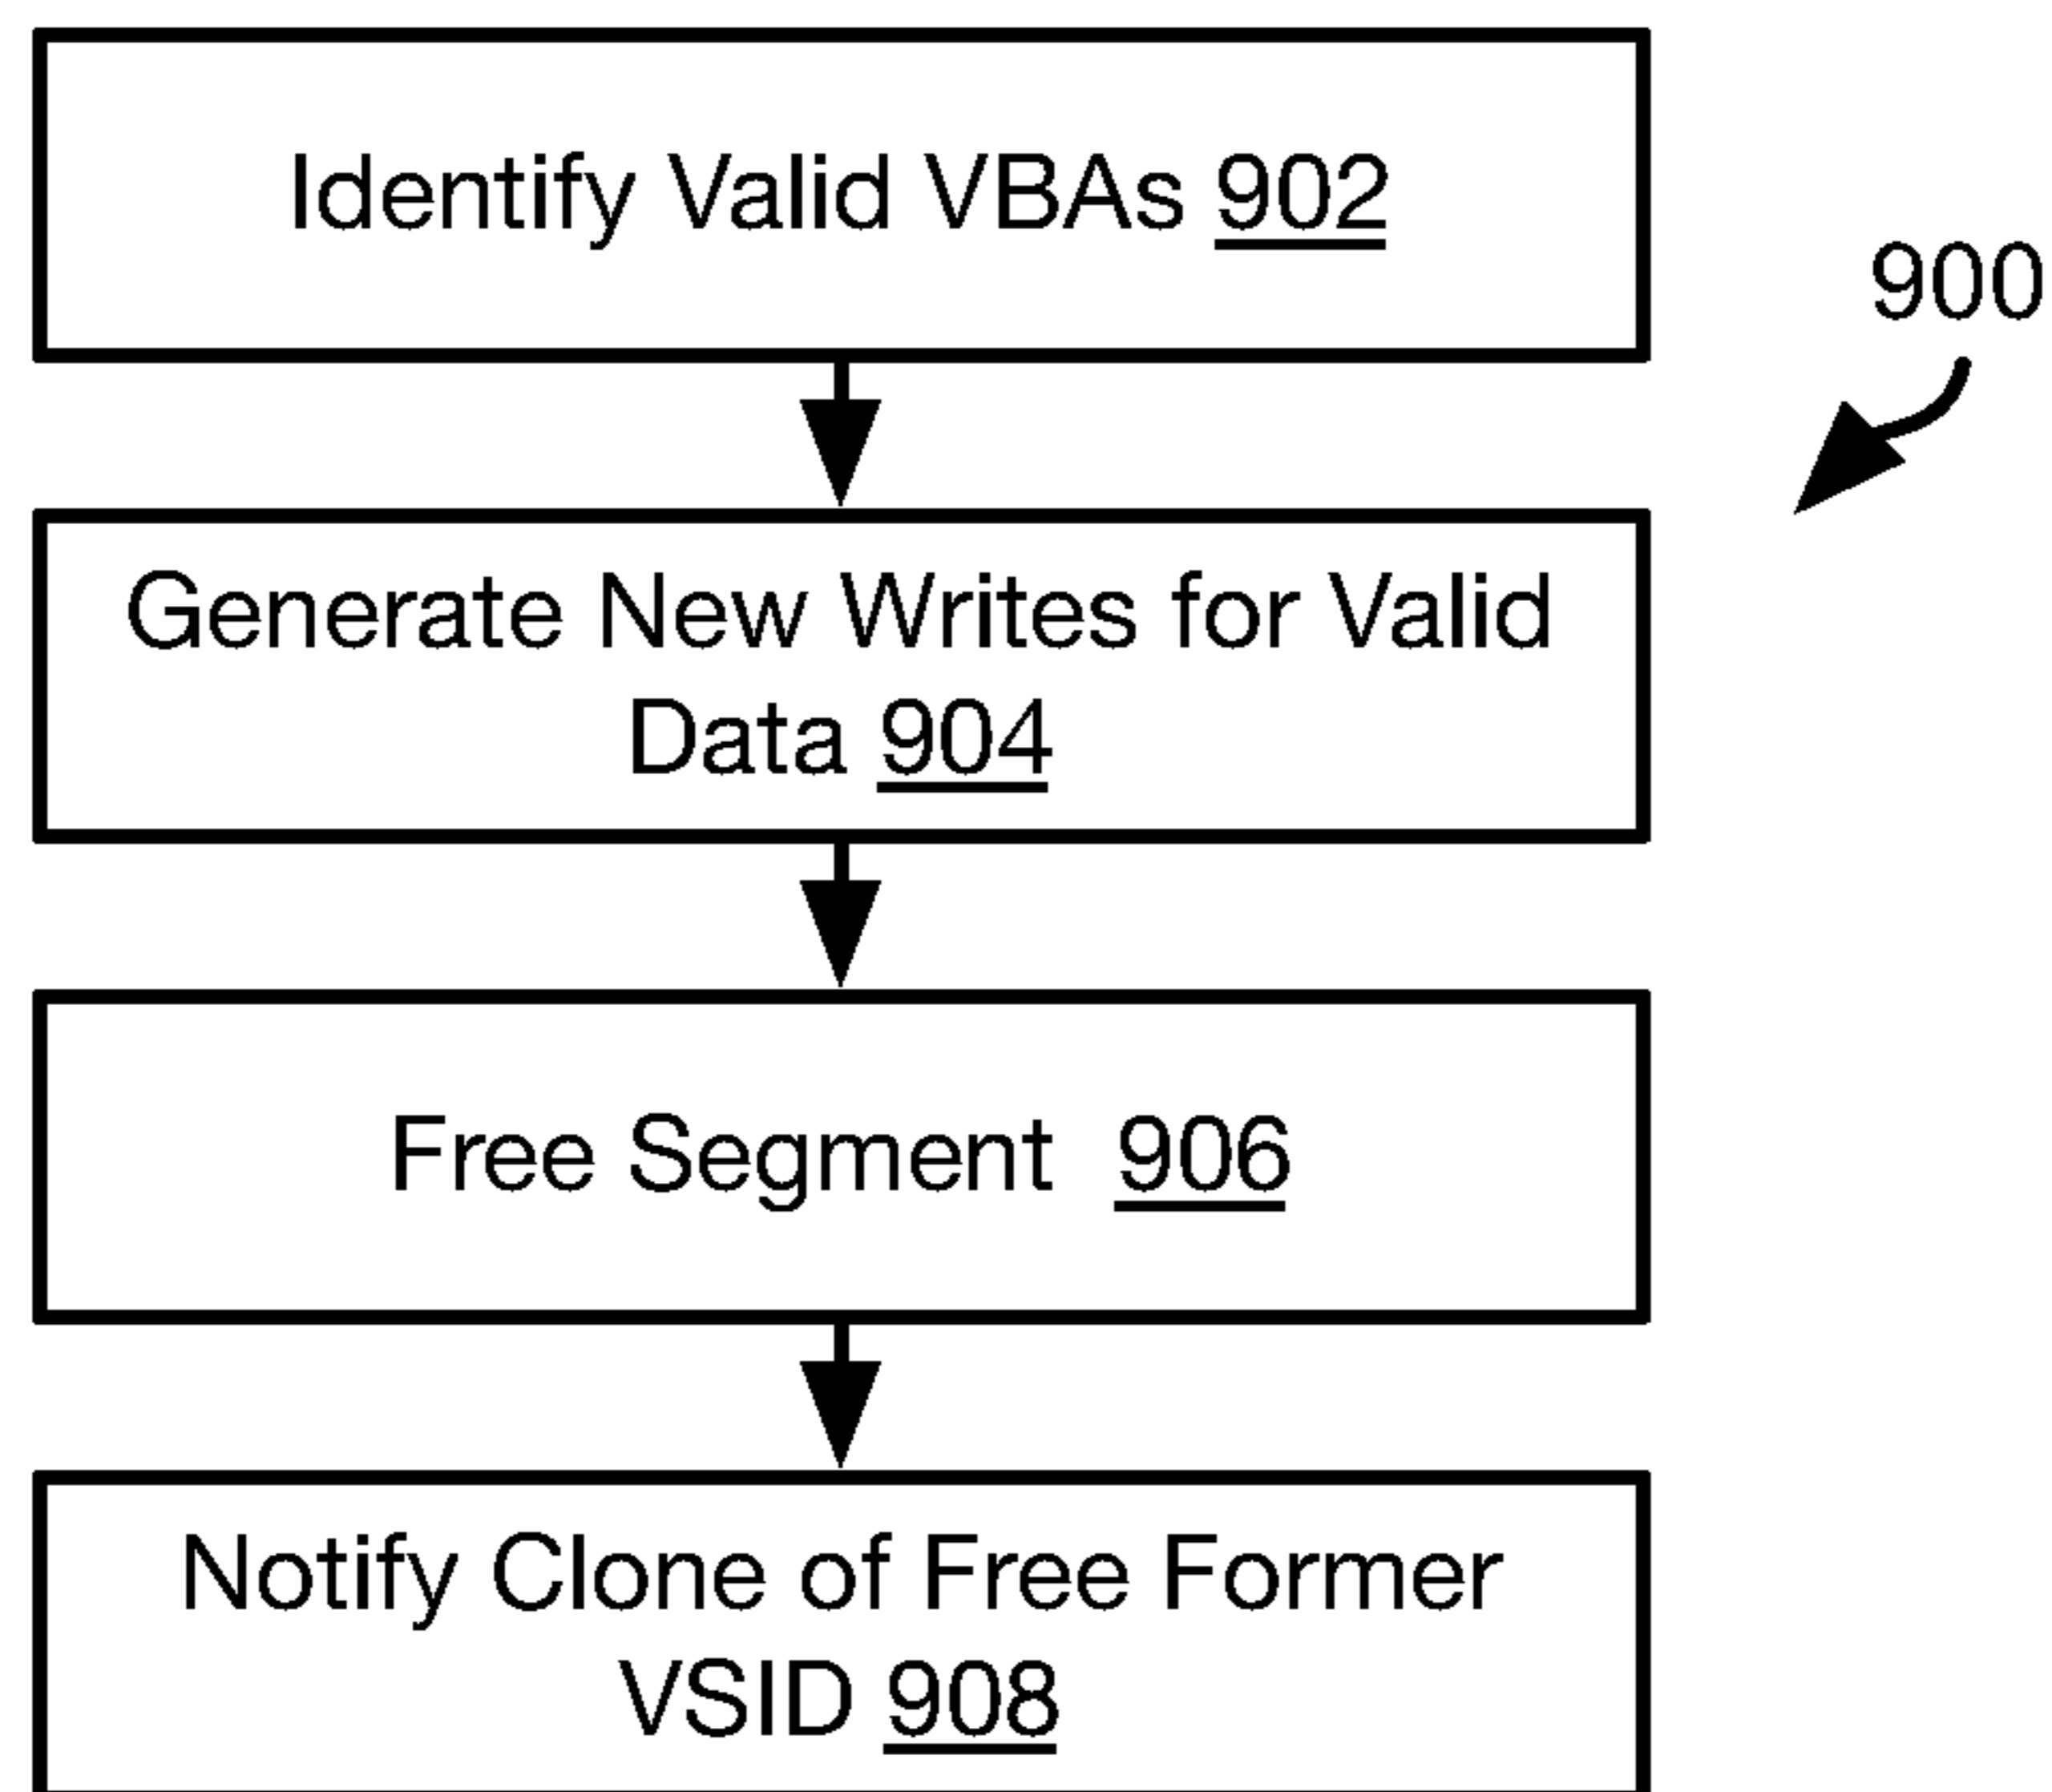 Identify Valid VBAs 902
900
Generate New Writes for Valid
Data 904
Free Segment 906
Notify Clone of Free Former
VSID 908